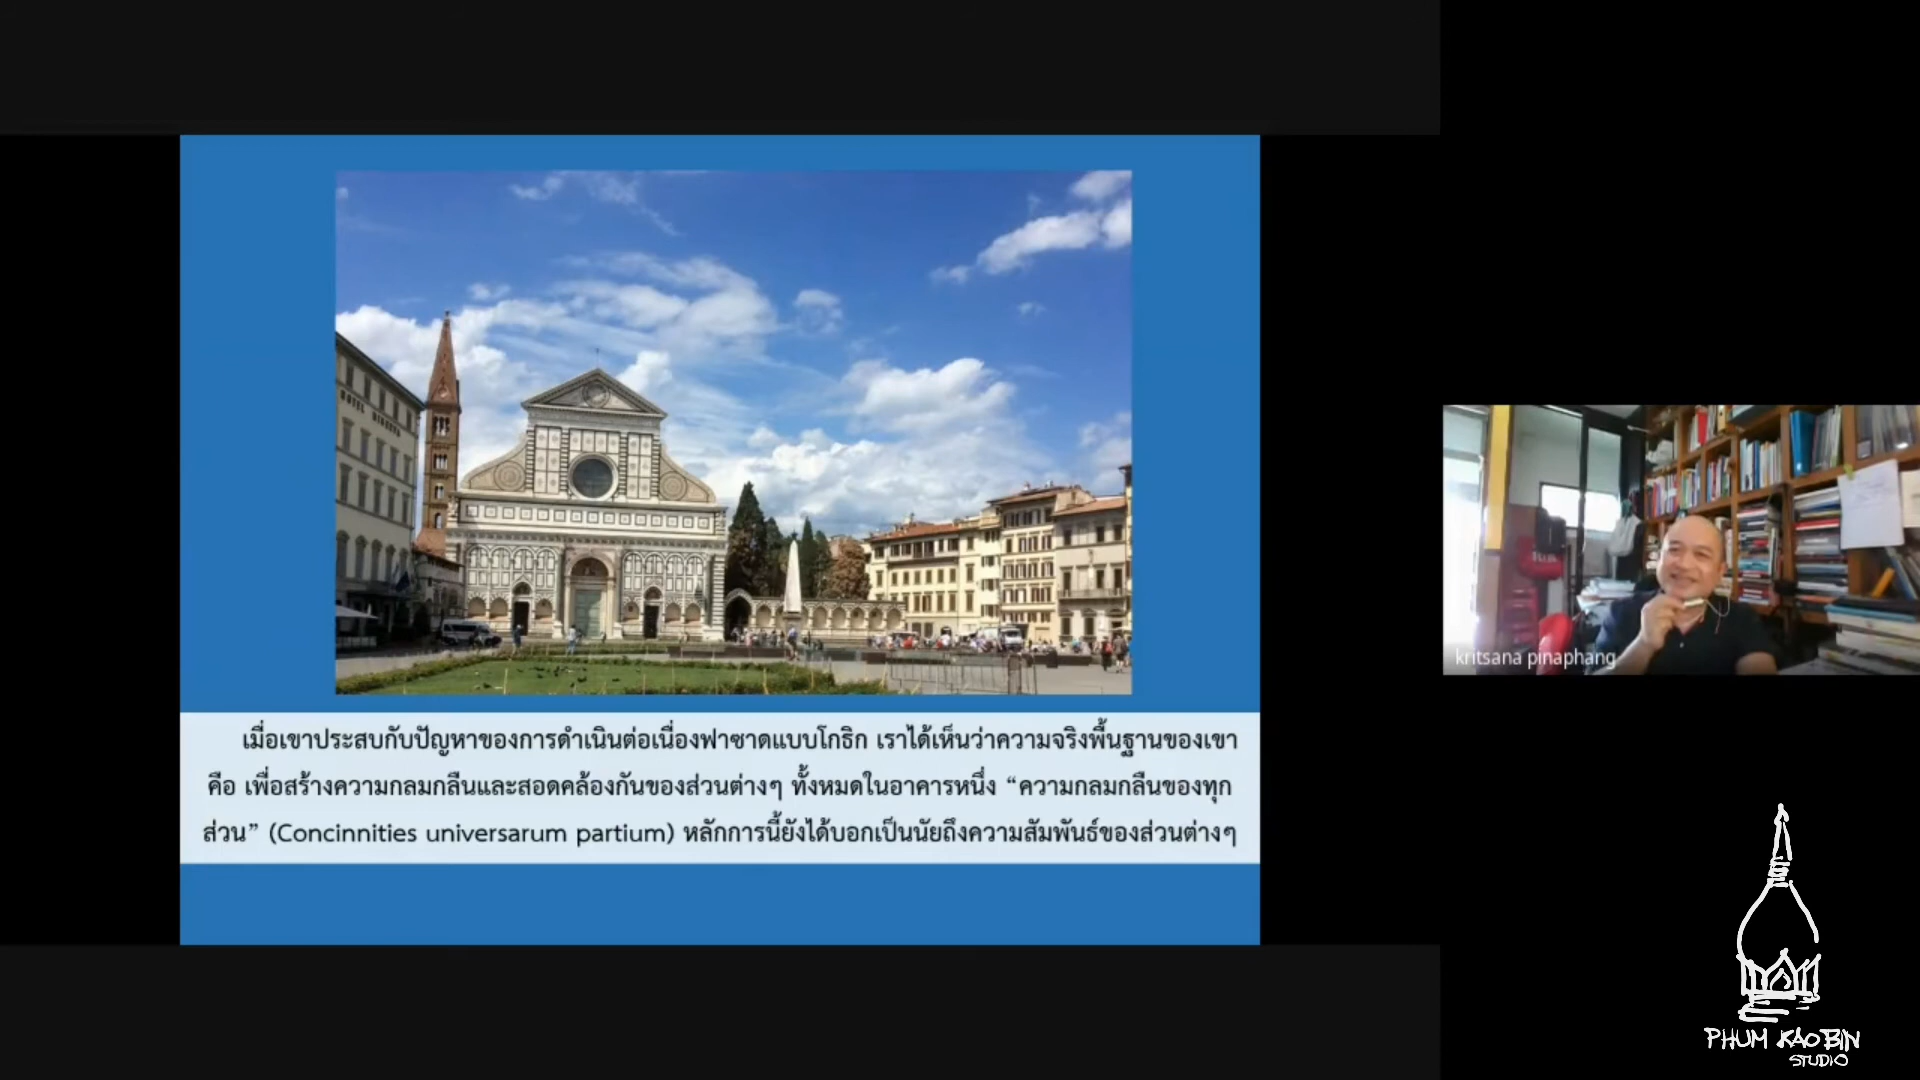 เมื่อเขาประสบกับปัญหาของการดำเนินต่อเนื่องฟาซาดแบบโกธิก เราได้เห็นว่าความจริงพื้นฐานของเขา
คือ เพื่อสร้างความกลมกลืนและสอดคล้องกันของส่วนต่างๆ ทั้งหมดในอาคารหนึ่ง “ความกลมกลืนของทุก
ส่วน” (Concinnities universarum partium) หลักการนี้ยังได้บอกเป็นนัยถึงความสัมพันธ์ของส่วนต่างๆ
kritsana pinaphang
PHUM KAOBIN
STUDIO